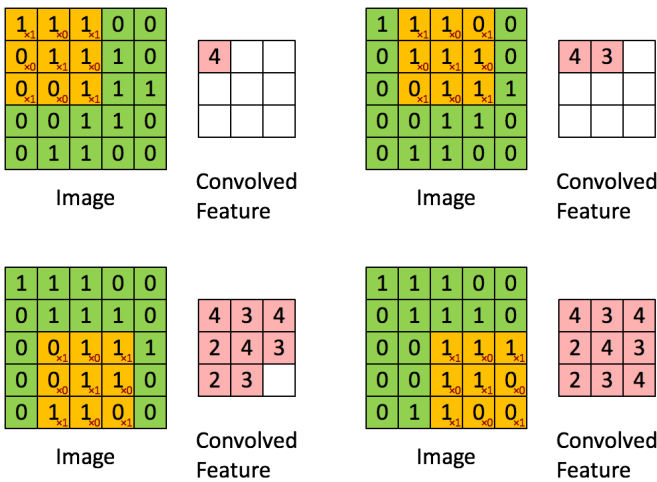 1×1 1×0 1×1 0 0
0×0 1×1 1×0 1 0
0×1 0×0 1×1 1 1
0 0 1 1 0
0 1 1 0 0
Image
4
Convolved
Feature
1 1×1 1×0 0×1 0
0 1×0 1×1 1×0 0
0 0×1 1×0 1×1 1
0 0 1 1 0
0 1 1 0 0
Image
4 3
Convolved
Feature
1 1 1 0 0
0 1 1 1 0
0 0×1 1×0 1×1 1
0 0×0 1×1 1×0 0
0 1×1 1×0 0×1 0
Image
4 3 4
2 4 3
2 3
Convolved
Feature
1 1 1 0 0
0 1 1 1 0
0 0 1×1 1×0 1×1
0 0 1×0 1×1 0×0
0 1 1×1 0×0 0×1
Image
4 3 4
2 4 3
2 3 4
Convolved
Feature